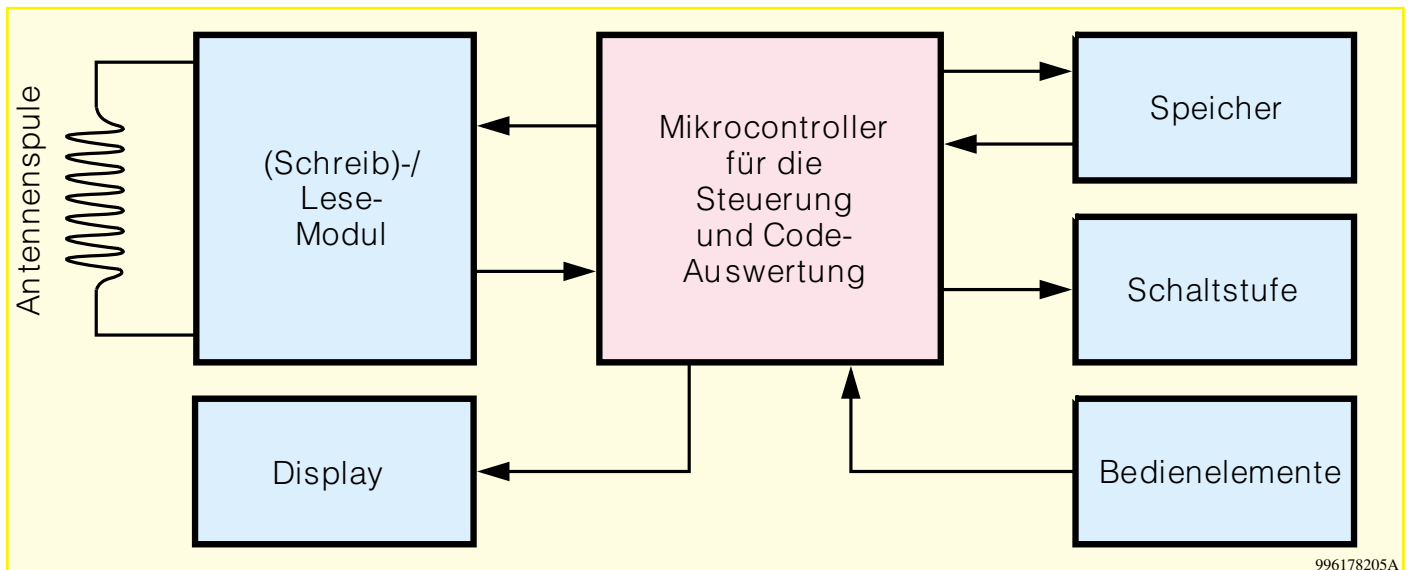 Antennenspule
(Schreib)-/
Lese-
Modul
Mikrocontroller
für die
Steuerung
und Code-
Auswertung
Speicher
Schaltstufe
Display
Bedienelemente
996178205A